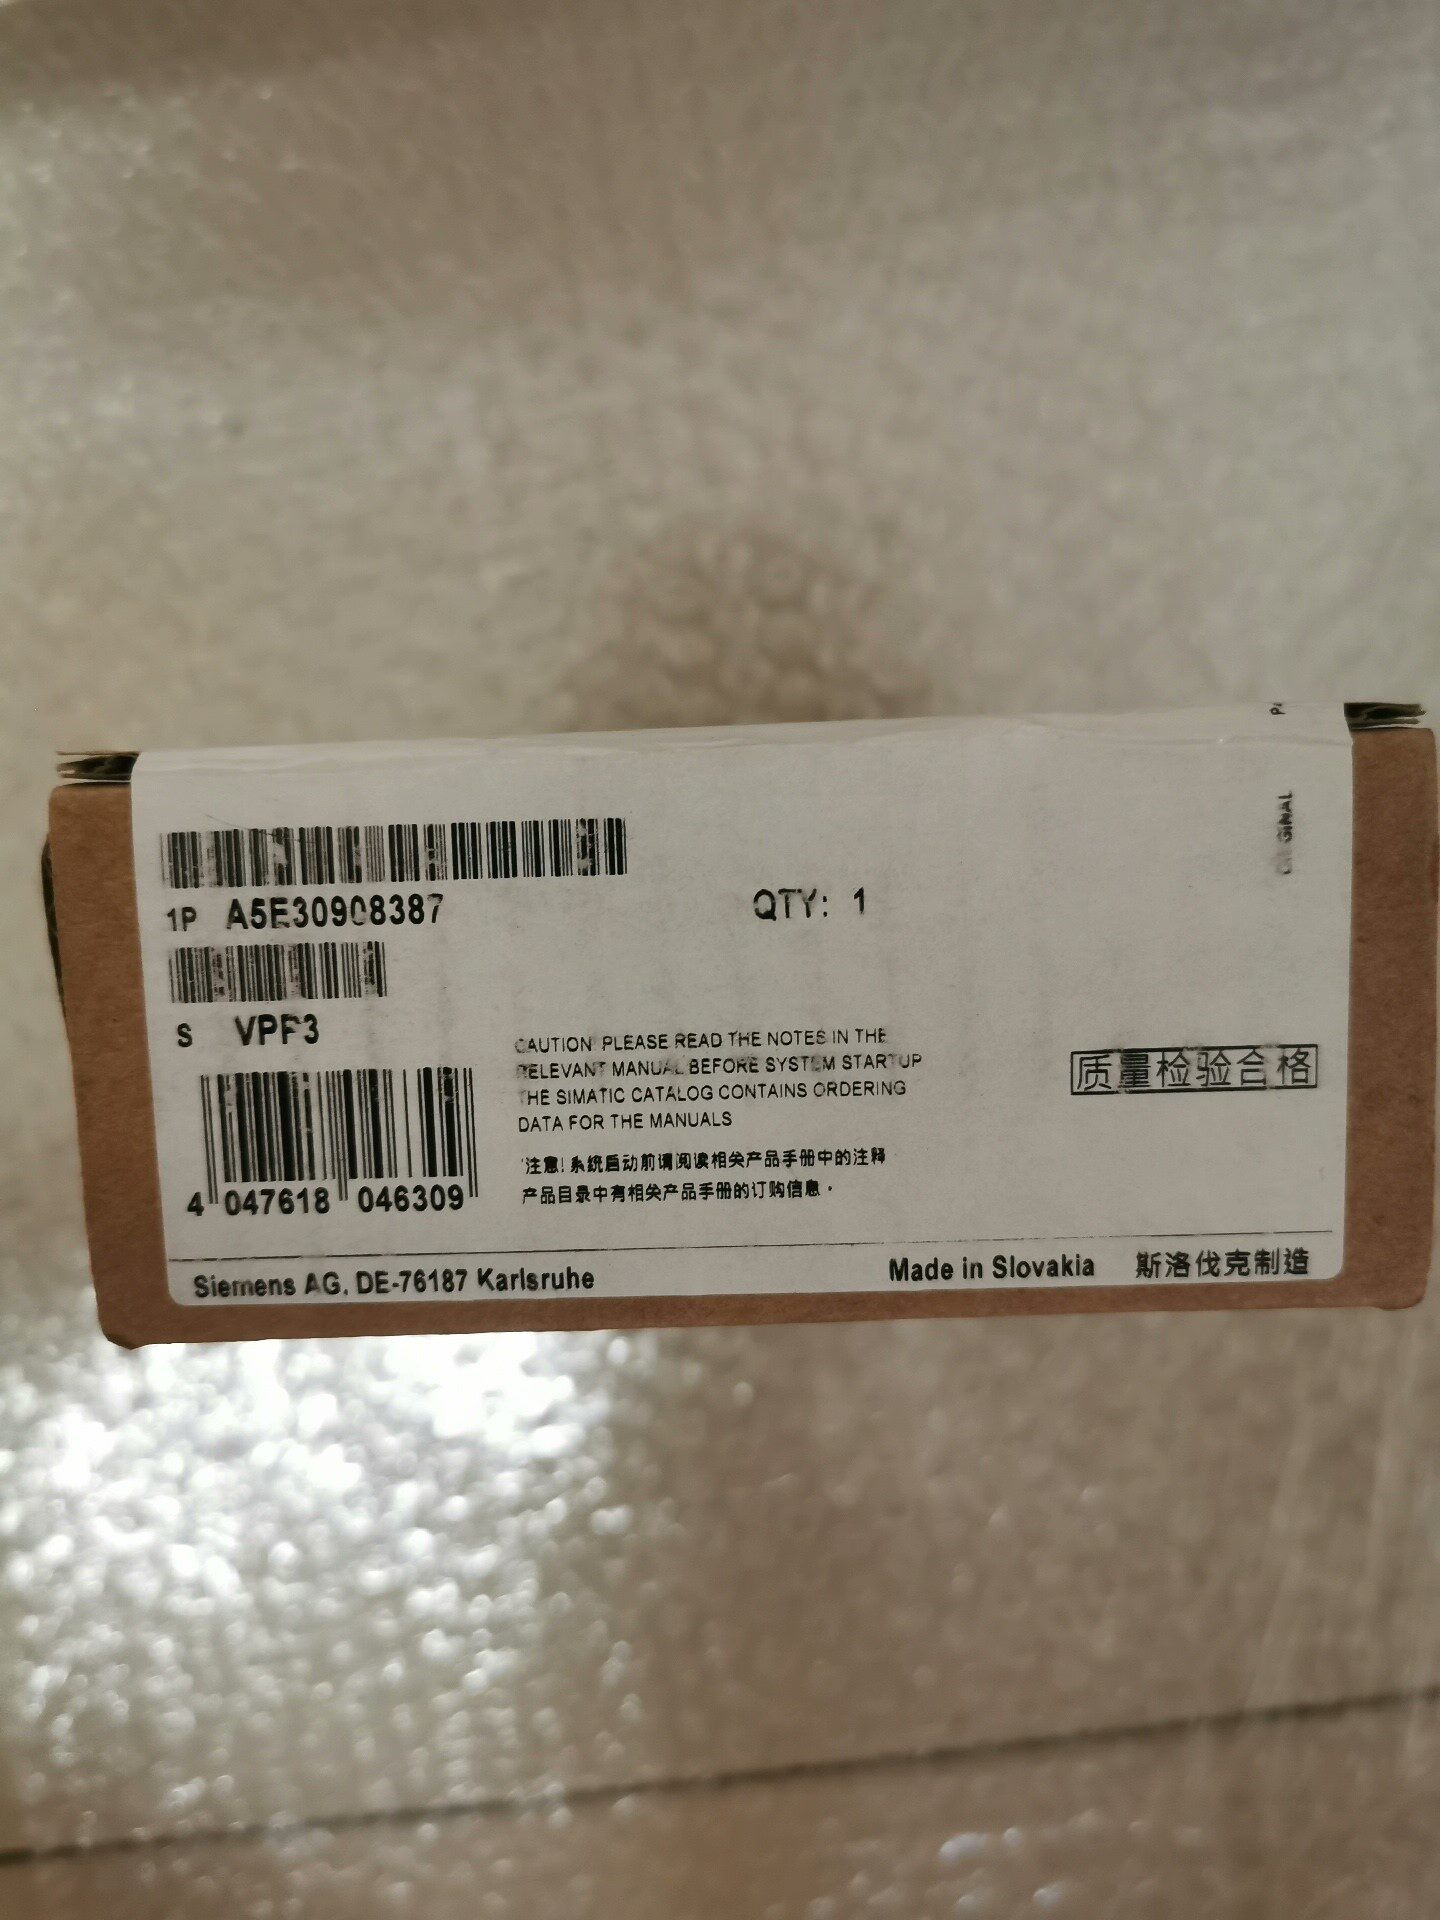 1P A5E30908387
QTY: 1
S VPF3
CAUTION PLEASE READ THE NOTES IN THE
RELEVANT MANUAL BEFORE SYSTEM STARTUP
THE SIMATIC CATALOG CONTAINS ORDERING
DATA FOR THE MANUALS
注意!系统启动前请阅读相关产品手册中的注释
产品目录中有相关产品手册的订购信息。
质量检验合格
4 047618 046309
Siemens AG, DE-76187 Karlsruhe
Made in Slovakia 斯洛伐克制造
ORIGINAL